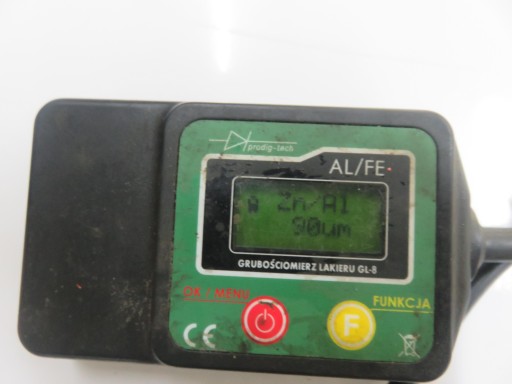 prodig-tech
AL/FE
Zn/Al
90um
GRUBOŚCIOMIERZ LAKIERU GL-8
OK / MENU
FUNKCJA
F
CE